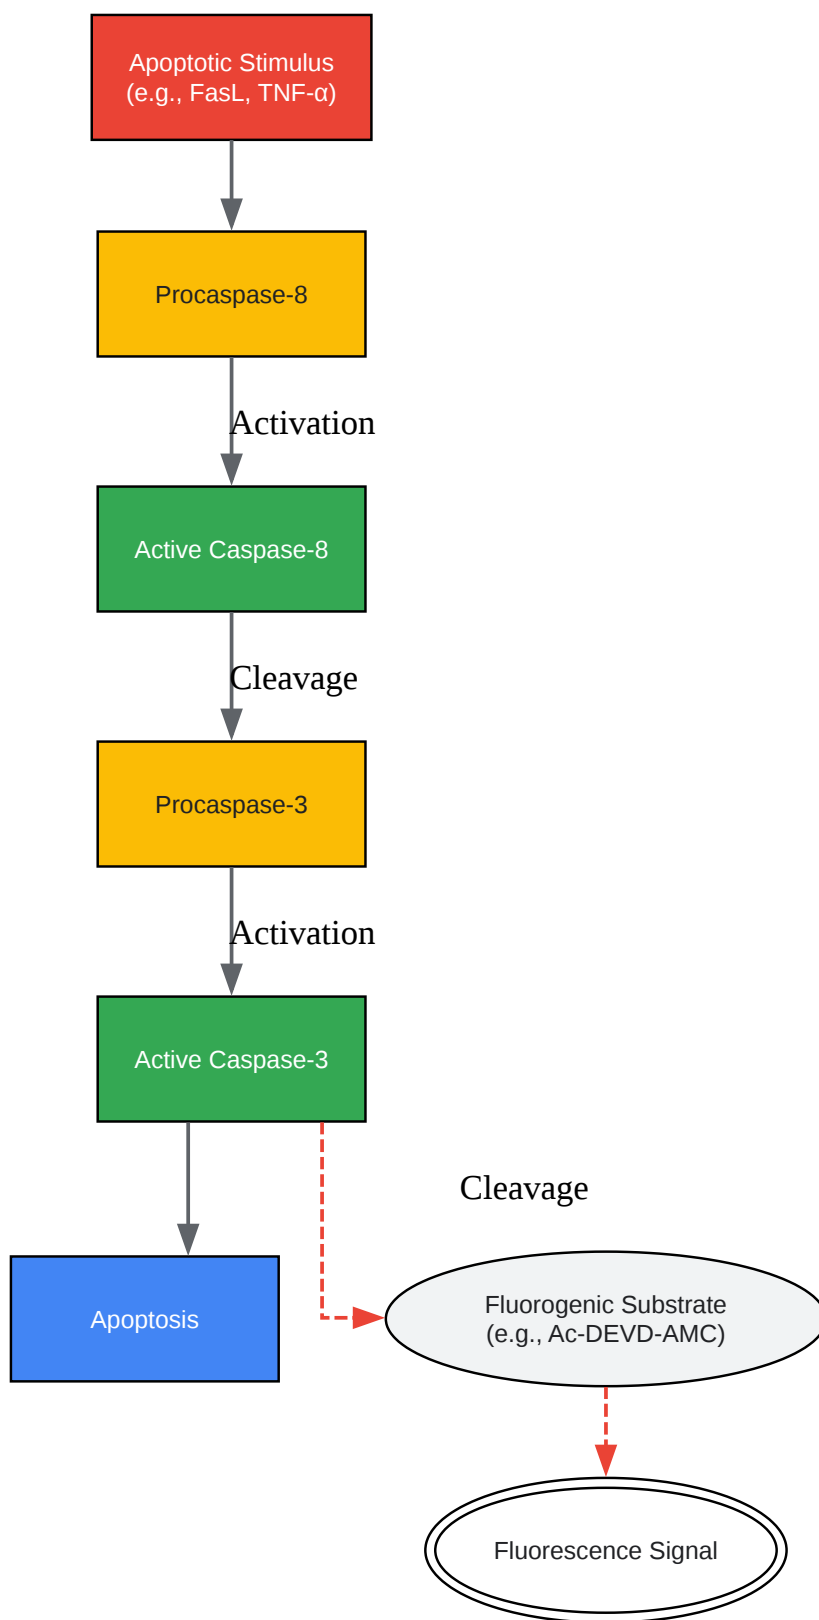 Apoptotic Stimulus
(e.g., FasL, TNF-α)
Procaspase-8
Activation
Active Caspase-8
Cleavage
Procaspase-3
Activation
Active Caspase-3
Cleavage
Apoptosis
Fluorogenic Substrate
(e.g., Ac-DEVD-AMC)
Fluorescence Signal